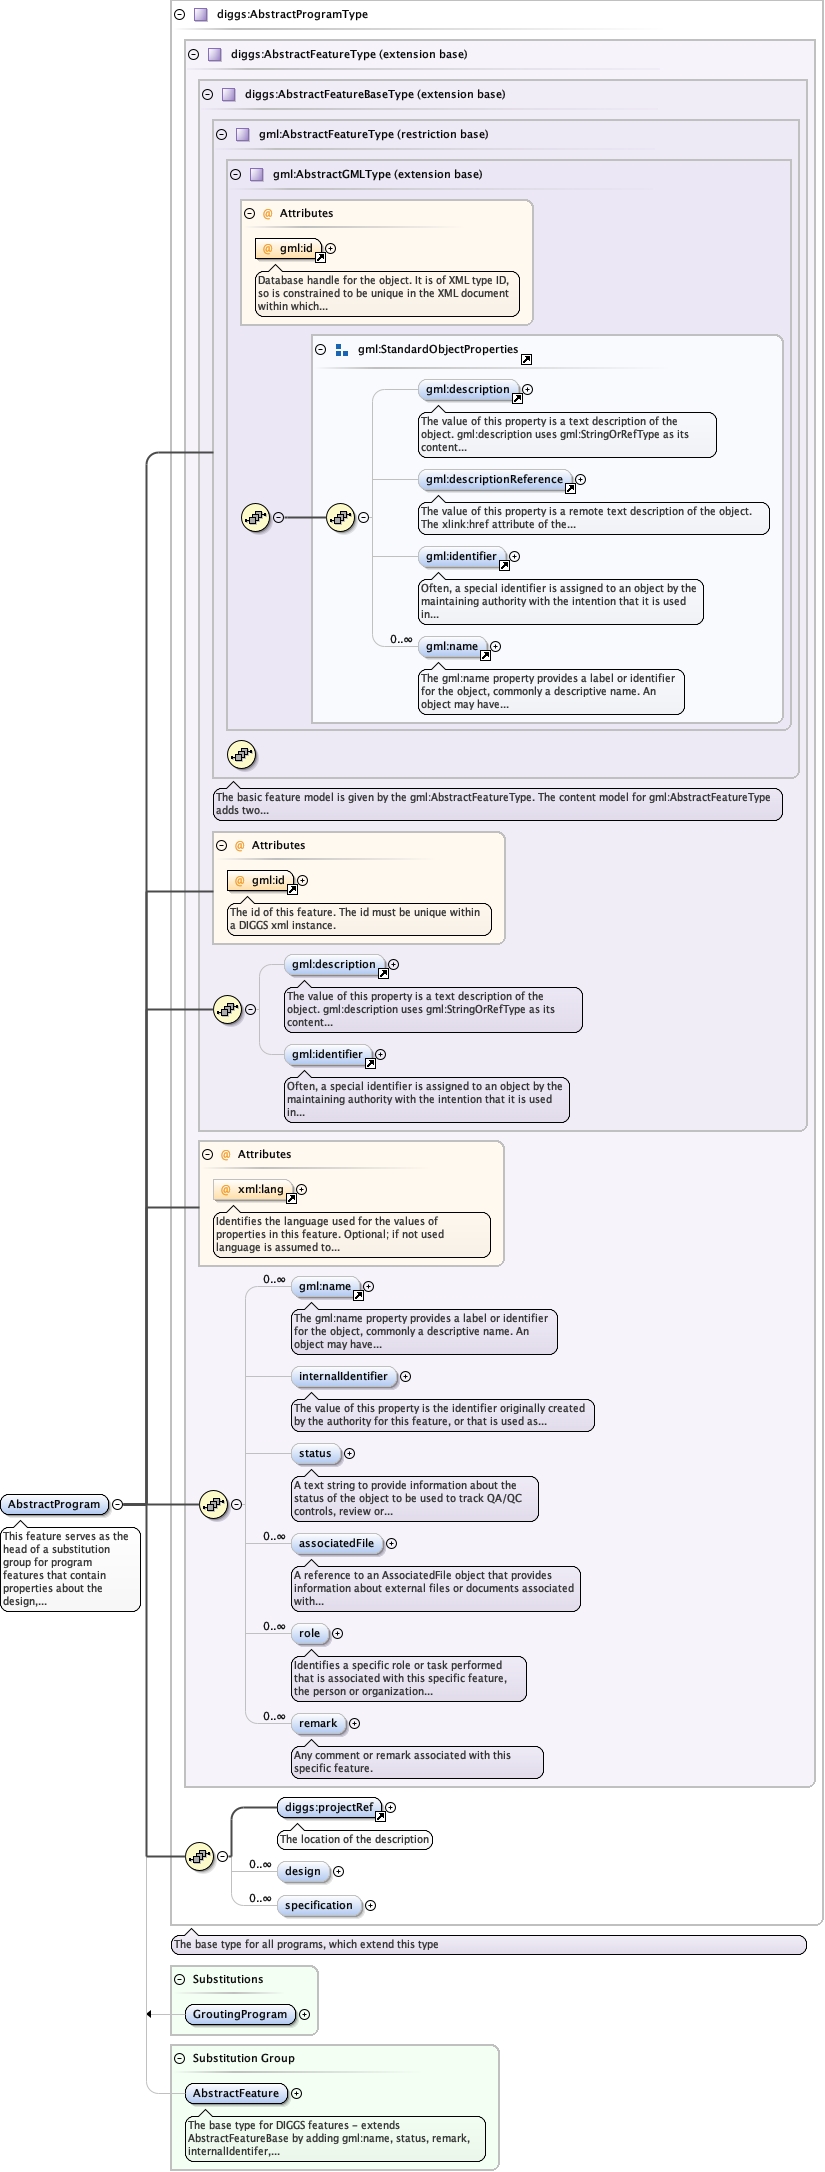 diggs:AbstractProgramType
diggs:AbstractFeatureType (extension base)
diggs:AbstractFeatureBaseType (extension base)
gml:AbstractFeatureType (restriction base)
gml:AbstractGMLType (extension base)
@ Attributes
@ gml:id
Database handle for the object. It is of XML type ID,
so is constrained to be unique in the XML document
within which...
gml:StandardObjectProperties
gml:description
The value of this property is a text description of the
object. gml:description uses gml:StringOrRefType as its
content...
gml:descriptionReference
The value of this property is a remote text description of the object.
The xlink:href attribute of the...
gml:identifier
Often, a special identifier is assigned to an object by the
maintaining authority with the intention that it is used
in...
0..∞
gml:name
The gml:name property provides a label or identifier
for the object, commonly a descriptive name. An
object may have...
The basic feature model is given by the gml:AbstractFeatureType. The content model for gml:AbstractFeatureType
adds two...
@ Attributes
@ gml:id
The id of this feature. The id must be unique within
a DIGGS xml instance.
gml:description
The value of this property is a text description of the
object. gml:description uses gml:StringOrRefType as its
content...
gml:identifier
Often, a special identifier is assigned to an object by the
maintaining authority with the intention that it is used
in...
@ Attributes
@ xml:lang
Identifies the language used for the values of
properties in this feature. Optional; if not used
language is assumed to...
0..∞
gml:name
The gml:name property provides a label or identifier
for the object, commonly a descriptive name. An
object may have...
internalIdentifier
The value of this property is the identifier originally created
by the authority for this feature, or that is used as...
status
A text string to provide information about the
status of the object to be used to track QA/QC
controls, review or...
AbstractProgram
This feature serves as the
head of a substitution
group for program
features that contain
properties about the
design,...
0..∞
associatedFile
A reference to an AssociatedFile object that provides
information about external files or documents associated
with...
0..∞
role
Identifies a specific role or task performed
that is associated with this specific feature,
the person or organization...
0..∞
remark
Any comment or remark associated with this
specific feature.
diggs:projectRef
The location of the description
0..∞
design
0..∞
specification
The base type for all programs, which extend this type
Substitutions
GroutingProgram
Substitution Group
AbstractFeature
The base type for DIGGS features - extends
AbstractFeatureBase by adding gml:name, status, remark,
internalIdentifer,...